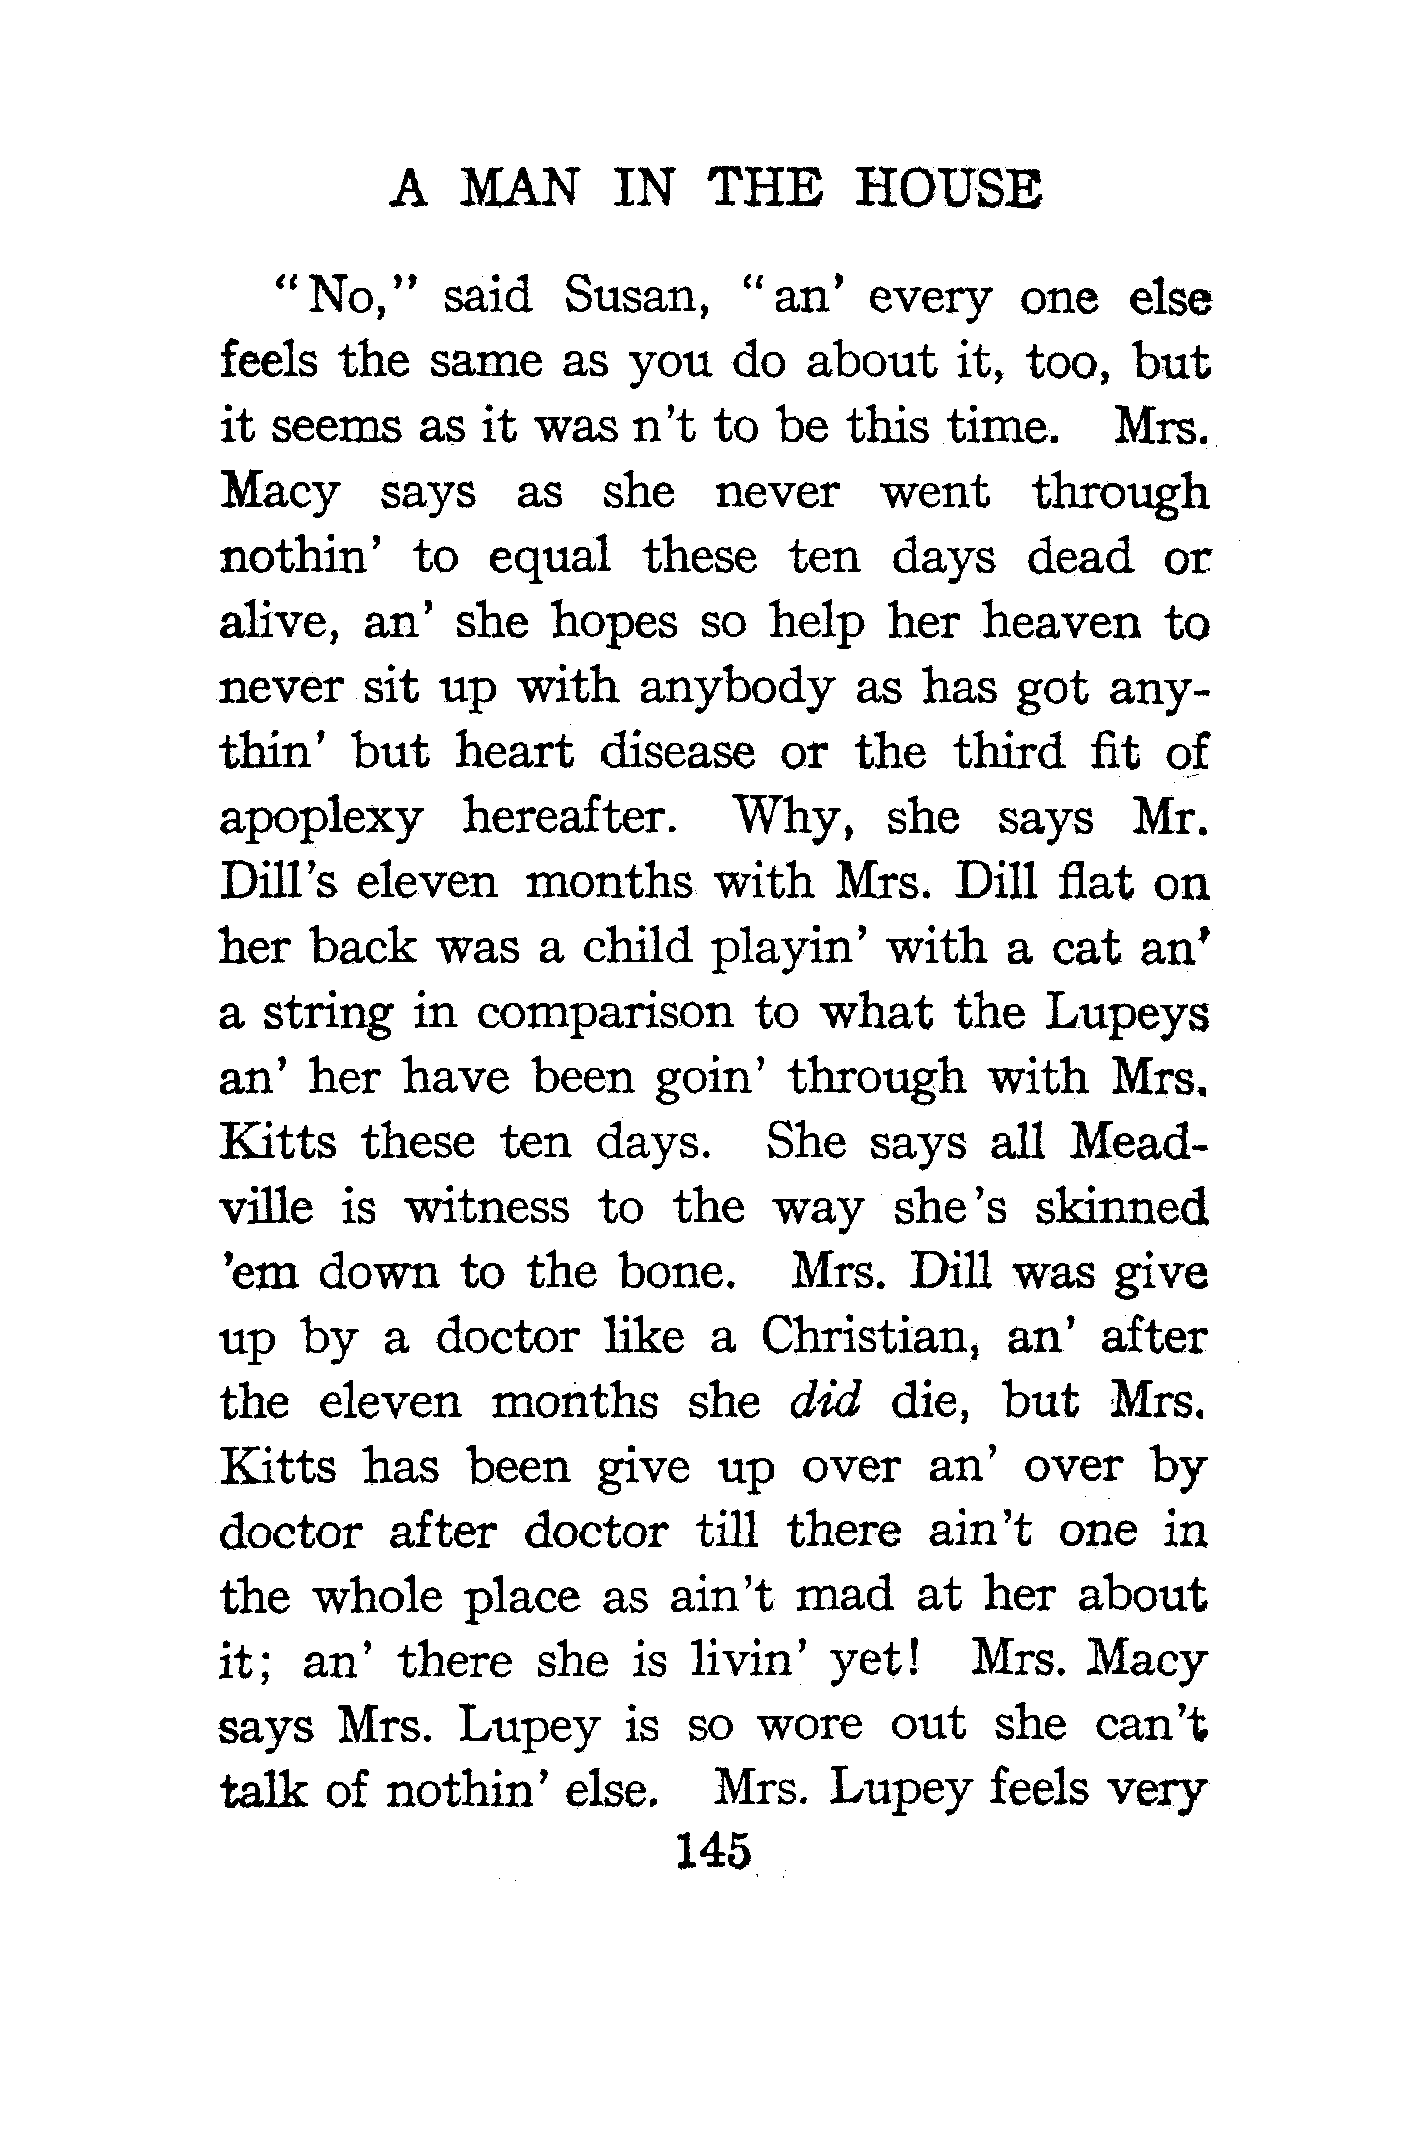 A MAN IN THE HOUSE
"No," said Susan, "an' every one else
feels the same as you do about it, too, but
it seems as it was n't to be this time. Mrs.
Macy says as she never went through
nothin' to equal these ten days dead or
alive, an' she hopes so help her heaven to
never sit up with anybody as has got any-
thin' but heart disease or the third fit of
apoplexy hereafter. Why, she says Mr.
Dill's eleven months with Mrs. Dill flat on
her back was a child playin' with a cat an'
a string in comparison to what the Lupeys
an' her have been goin' through with Mrs.
Kitts these ten days. She says all Mead-
ville is witness to the way she's skinned
'em down to the bone. Mrs. Dill was give
up by a doctor like a Christian, an' after
the eleven months she did die, but Mrs.
Kitts has been give up over an' over by
doctor after doctor till there ain't one in
the whole place as ain't mad at her about
it; an' there she is livin' yet! Mrs. Macy
says Mrs. Lupey is so wore out she can't
talk of nothin' else. Mrs. Lupey feels very
145